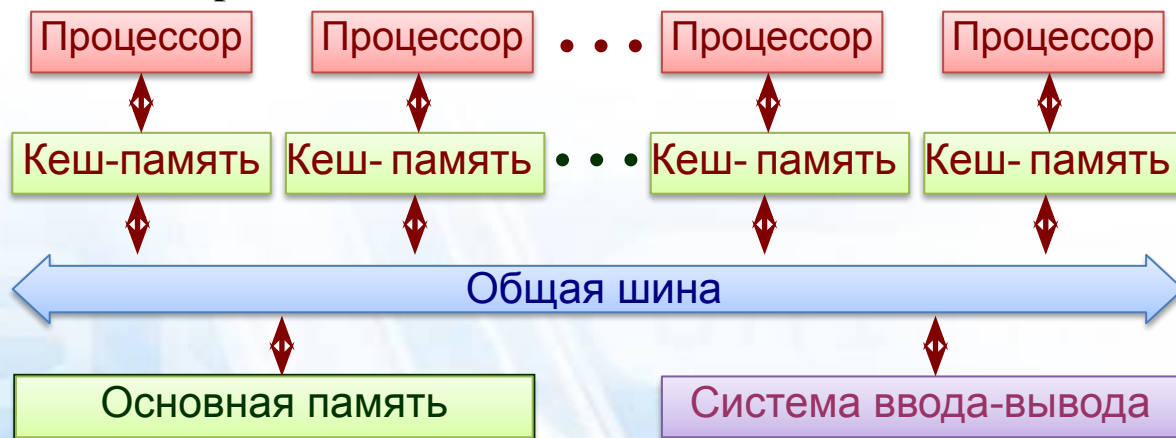 Процессор Процессор • • • Процессор Процессор
Кеш-память Кеш- память • • • Кеш- память Кеш- память
Общая шина
Основная память Система ввода-вывода